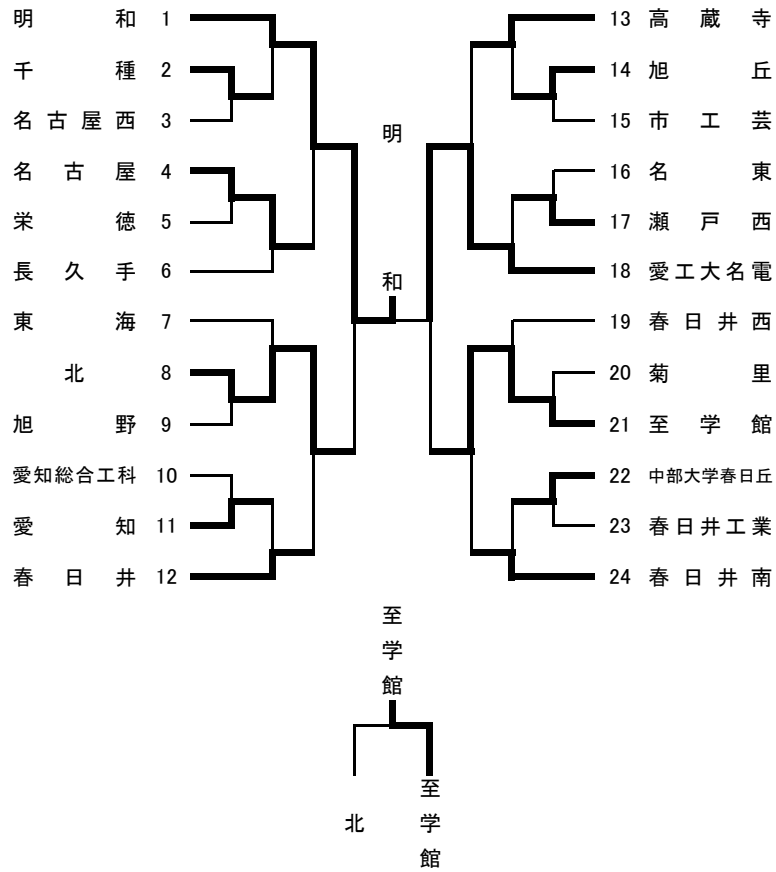 明和 1
千種 2
名古屋西 3
名古屋 4
栄徳 5
長久手 6
東海 7
北 8
旭野 9
愛知総合工科 10
愛知 11
春日井 12
明和
13 高蔵寺
14 旭丘
15 市工芸
16 名東
17 瀬戸西
18 愛工大名電
19 春日井西
20 菊里
21 至学館
22 中部大学春日丘
23 春日井工業
24 春日井南
至学館
北
至学館